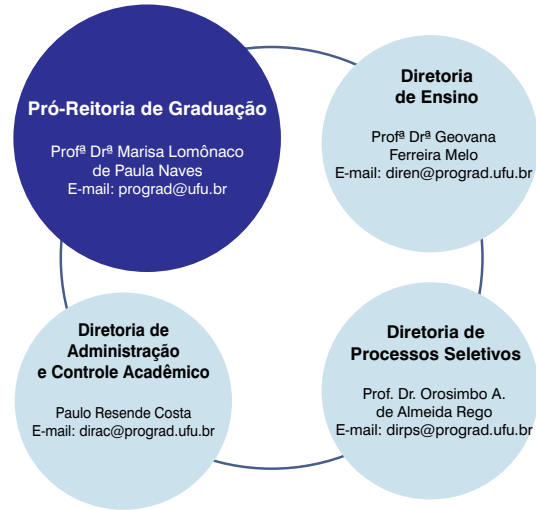 Pró-Reitoria de Graduação
Profª Drª Marisa Lomônaco
de Paula Naves
E-mail: prograd@ufu.br
Diretoria
de Ensino
Profª Drª Geovana
Ferreira Melo
E-mail: diren@prograd.ufu.br
Diretoria de
Administração
e Controle Acadêmico
Paulo Resende Costa
E-mail: dirac@prograd.ufu.br
Diretoria de
Processos Seletivos
Prof. Dr. Orosimbo A.
de Almeida Rego
E-mail: dirps@prograd.ufu.br